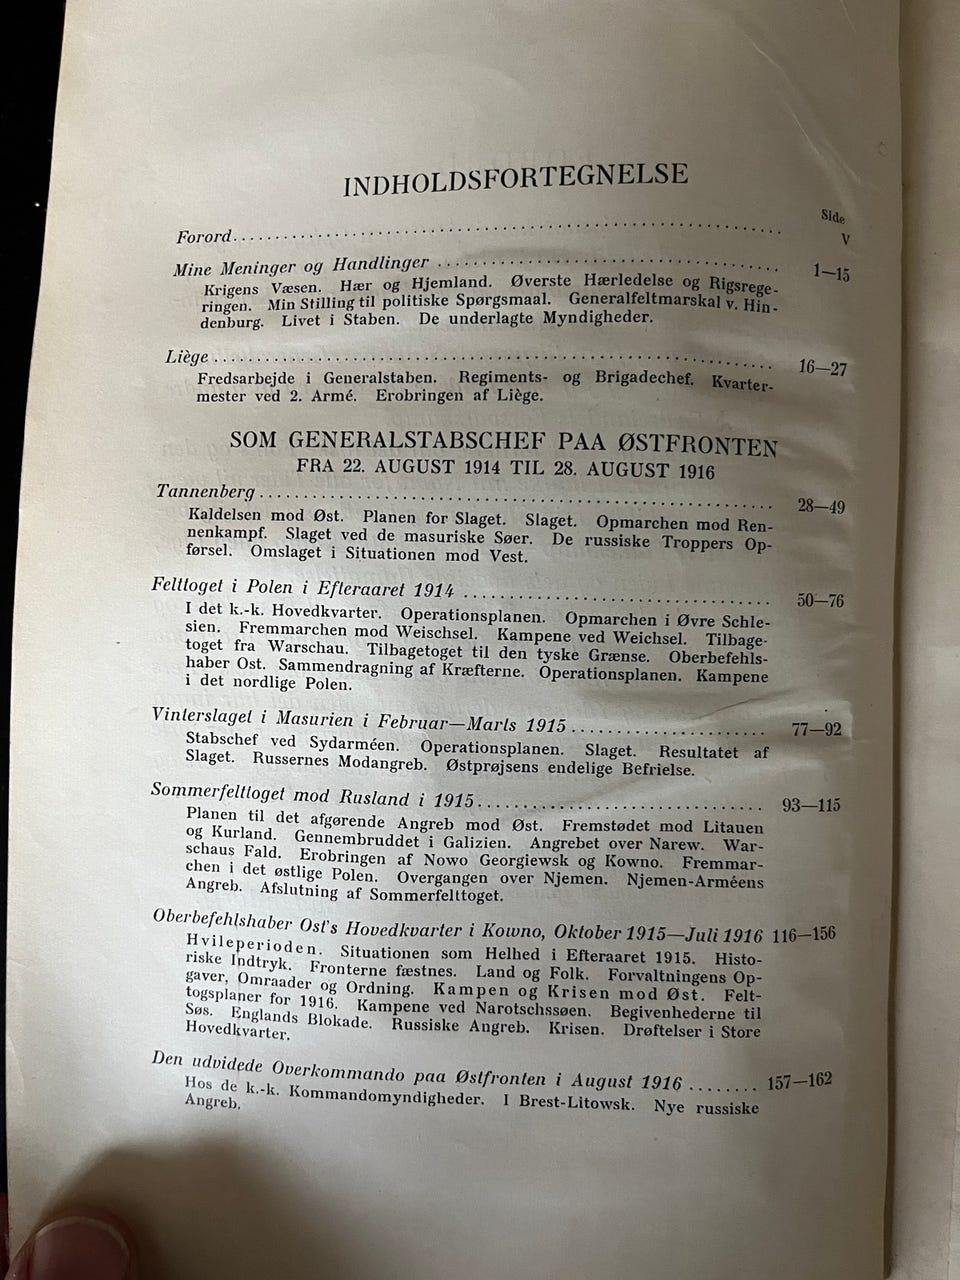 INDHOLDSFORTEGNELSE
Side
Forord.......................................................... V
Mine Meninger og Handlinger .................................... 1—15
Krigens Væsen. Hær og Hjemland. Øverste Hærledelse og Rigsrege-
ringen. Min Stilling til politiske Spørgsmaal. Generalfeltmarskal v. Hin-
denburg. Livet i Staben. De underlagte Myndigheder.
Liège .......................................................... 16—27
Fredsarbejde i Generalstaben. Regiments- og Brigadechef. Kvarter-
mester ved 2. Armé. Erobringen af Liège.
SOM GENERALSTABSCHEF PAA ØSTFRONTEN
FRA 22. AUGUST 1914 TIL 28. AUGUST 1916
Tannenberg ..................................................... 28—49
Kaldelsen mod Øst. Planen for Slaget. Slaget. Opmarchen mod Ren-
nenkampf. Slaget ved de masuriske Søer. De russiske Troppers Op-
førsel. Omslaget i Situationen mod Vest.
Felttoget i Polen i Efteraaret 1914 ................................ 50—76
I det k.-k. Hovedkvarter. Operationsplanen. Opmarchen i Øvre Schle-
sien. Fremmarchen mod Weischsel. Kampene ved Weichsel. Tilbage-
toget fra Warschau. Tilbagetoget til den tyske Grænse. Oberbefehls-
haber Ost. Sammendragning af Kræfterne. Operationsplanen. Kampene
i det nordlige Polen.
Vinterslaget i Masurien i Februar—Marts 1915 ..................... 77—92
Stabschef ved Sydarméen. Operationsplanen. Slaget. Resultatet af
Slaget. Russernes Modangreb. Østprøjsens endelige Befrielse.
Sommerfelttoget mod Rusland i 1915.............................. 93—115
Planen til det afgørende Angreb mod Øst. Fremstødet mod Litauen
og Kurland. Gennembruddet i Galizien. Angrebet over Narew. War-
schaus Fald. Erobringen af Nowo Georgiewsk og Kowno. Fremmar-
chen i det østlige Polen. Overgangen over Njemen. Njemen-Arméens
Angreb. Afslutning af Sommerfelttoget.
Oberbefehlshaber Ost's Hovedkvarter i Kowno, Oktober 1915—Juli 1916 116—156
Hvileperioden. Situationen som Helhed i Efteraaret 1915. Histo-
riske Indtryk. Fronterne fæstnes. Land og Folk. Forvaltningens Op-
gaver, Omraader og Ordning. Kampen og Krisen mod Øst. Felt-
togsplaner for 1916. Kampene ved Narotschssøen. Begivenhederne til
Søs. Englands Blokade. Russiske Angreb. Krisen. Drøftelser i Store
Hovedkvarter.
Den udvidede Overkommando paa Østfronten i August 1916 ........ 157—162
Hos de k.-k. Kommandomyndigheder. I Brest-Litowsk. Nye russiske
Angreb.